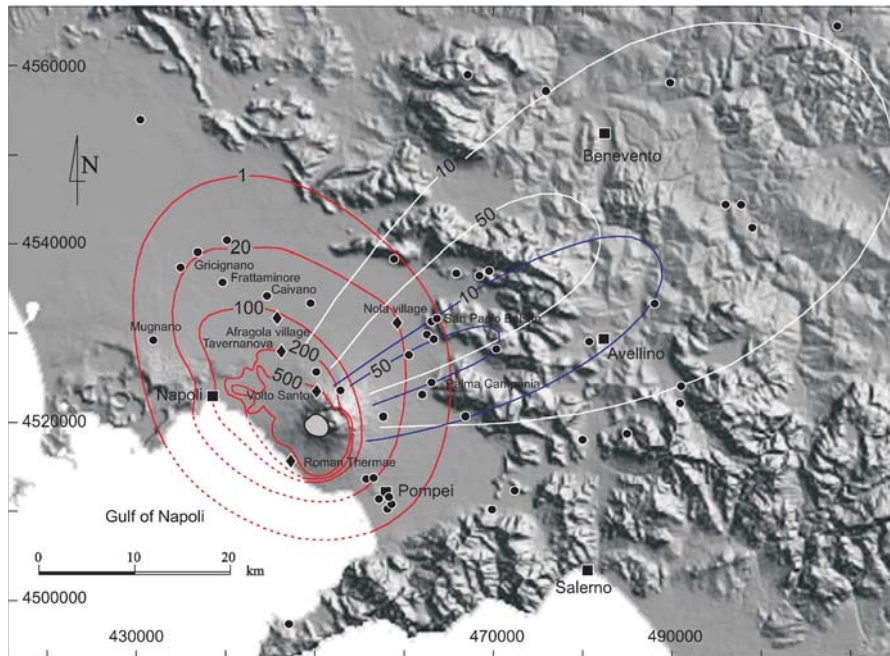 4560000
10
Benevento
N
1
50
4540000
20
Gricignano
Frattaminore
Caivano
10
100
Nola village
San Paolo Belsito
Mugnano
Afragola village
Tavernanova
200
50
Avellino
500
Palma Campania
Napoli
Volto Santo
4520000
Roman Thermae
Pompei
Gulf of Napoli
0 10 20
km
Salerno
4500000
430000 470000 490000